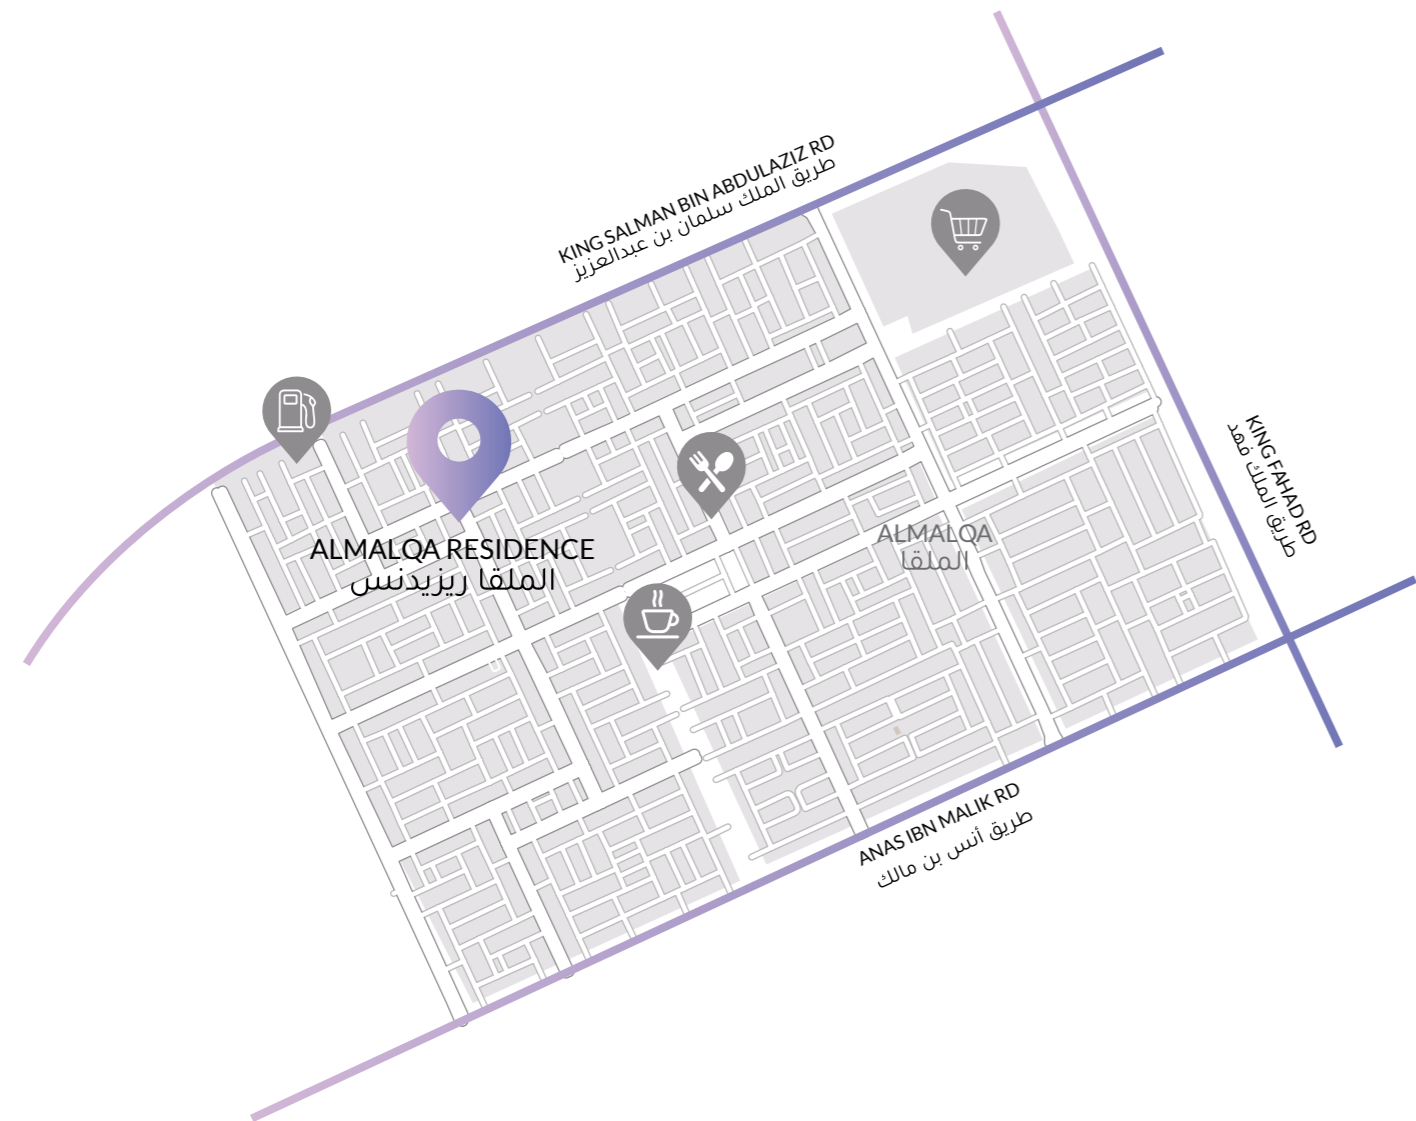 KING SALMAN BIN ABDULAZIZ RD
طريق الملك سلمان بن عبدالعزيز
KING FAHAD RD
طريق الملك فهد
ALMALQA RESIDENCE
الملقا ريزيدنس
ALMALQA
الملقا
ANAS IBN MALIK RD
طريق أنس بن مالك